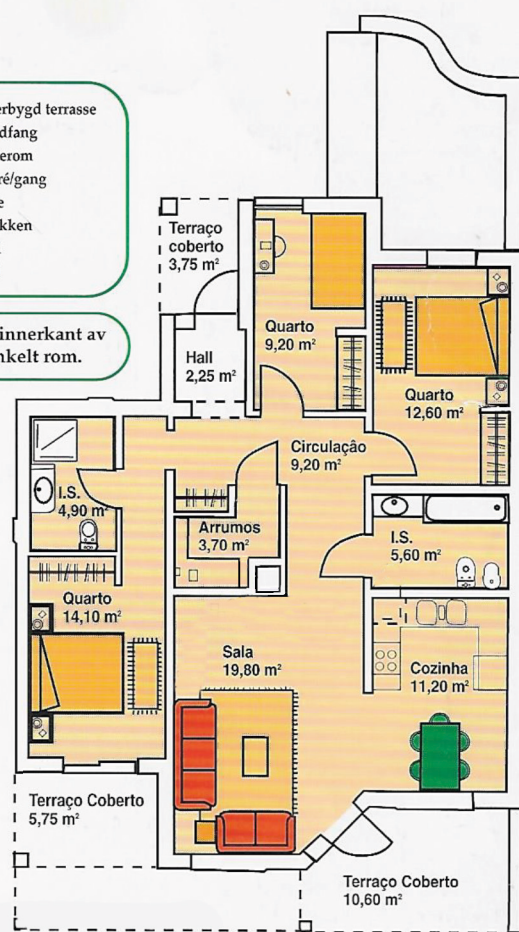 erbygd terrasse
dfang
erom
ré/gang
e
kken
innerkant av
nkelt rom.
Terraço
coberto
3,75 m²
Quarto
9,20 m²
Hall
2,25 m²
Quarto
12,60 m²
Circulação
9,20 m²
I.S.
4,90 m²
Arrumos
3,70 m²
I.S.
5,60 m²
Quarto
14,10 m²
Sala
19,80 m²
Cozinha
11,20 m²
Terraço Coberto
5,75 m²
Terraço Coberto
10,60 m²